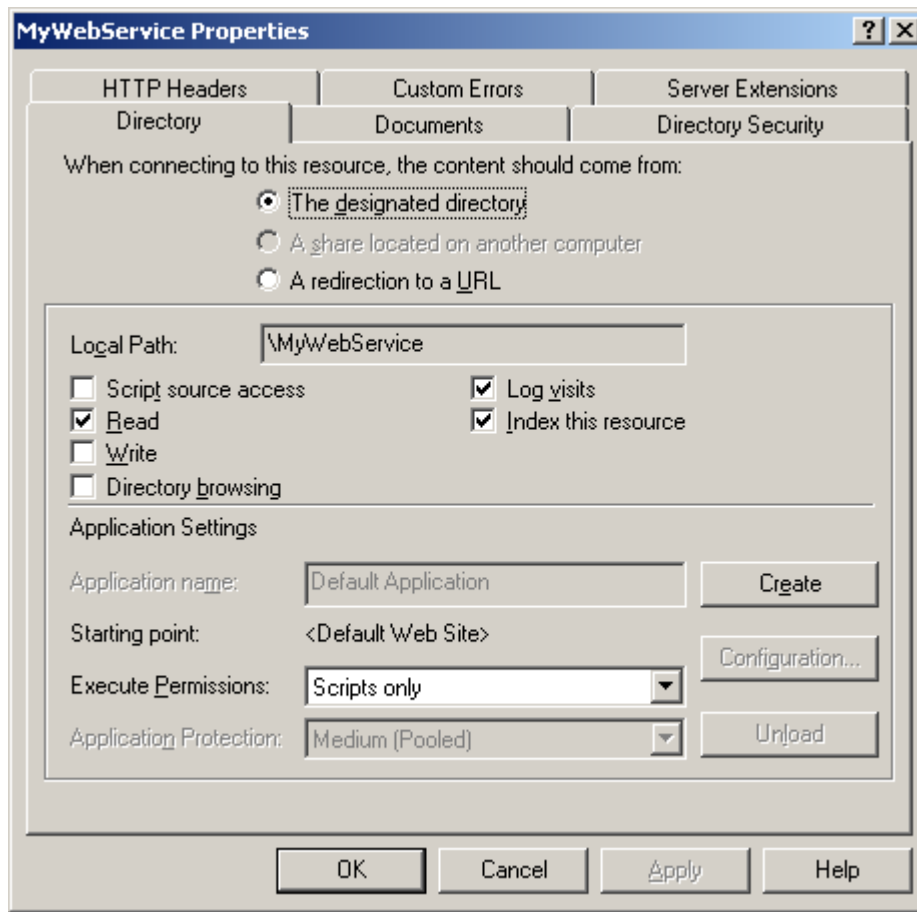 MyWebService Properties
HTTP Headers Custom Errors Server Extensions
Directory Documents Directory Security
When connecting to this resource, the content should come from:
The designated directory
A share located on another computer
A redirection to a URL
Local Path: \MyWebService
Script source access Log visits
Read Index this resource
Write
Directory browsing
Application Settings
Application name: Default Application Create
Starting point: <Default Web Site>
Configuration...
Execute Permissions: Scripts only
Application Protection: Medium (Pooled) Unload
OK Cancel Apply Help